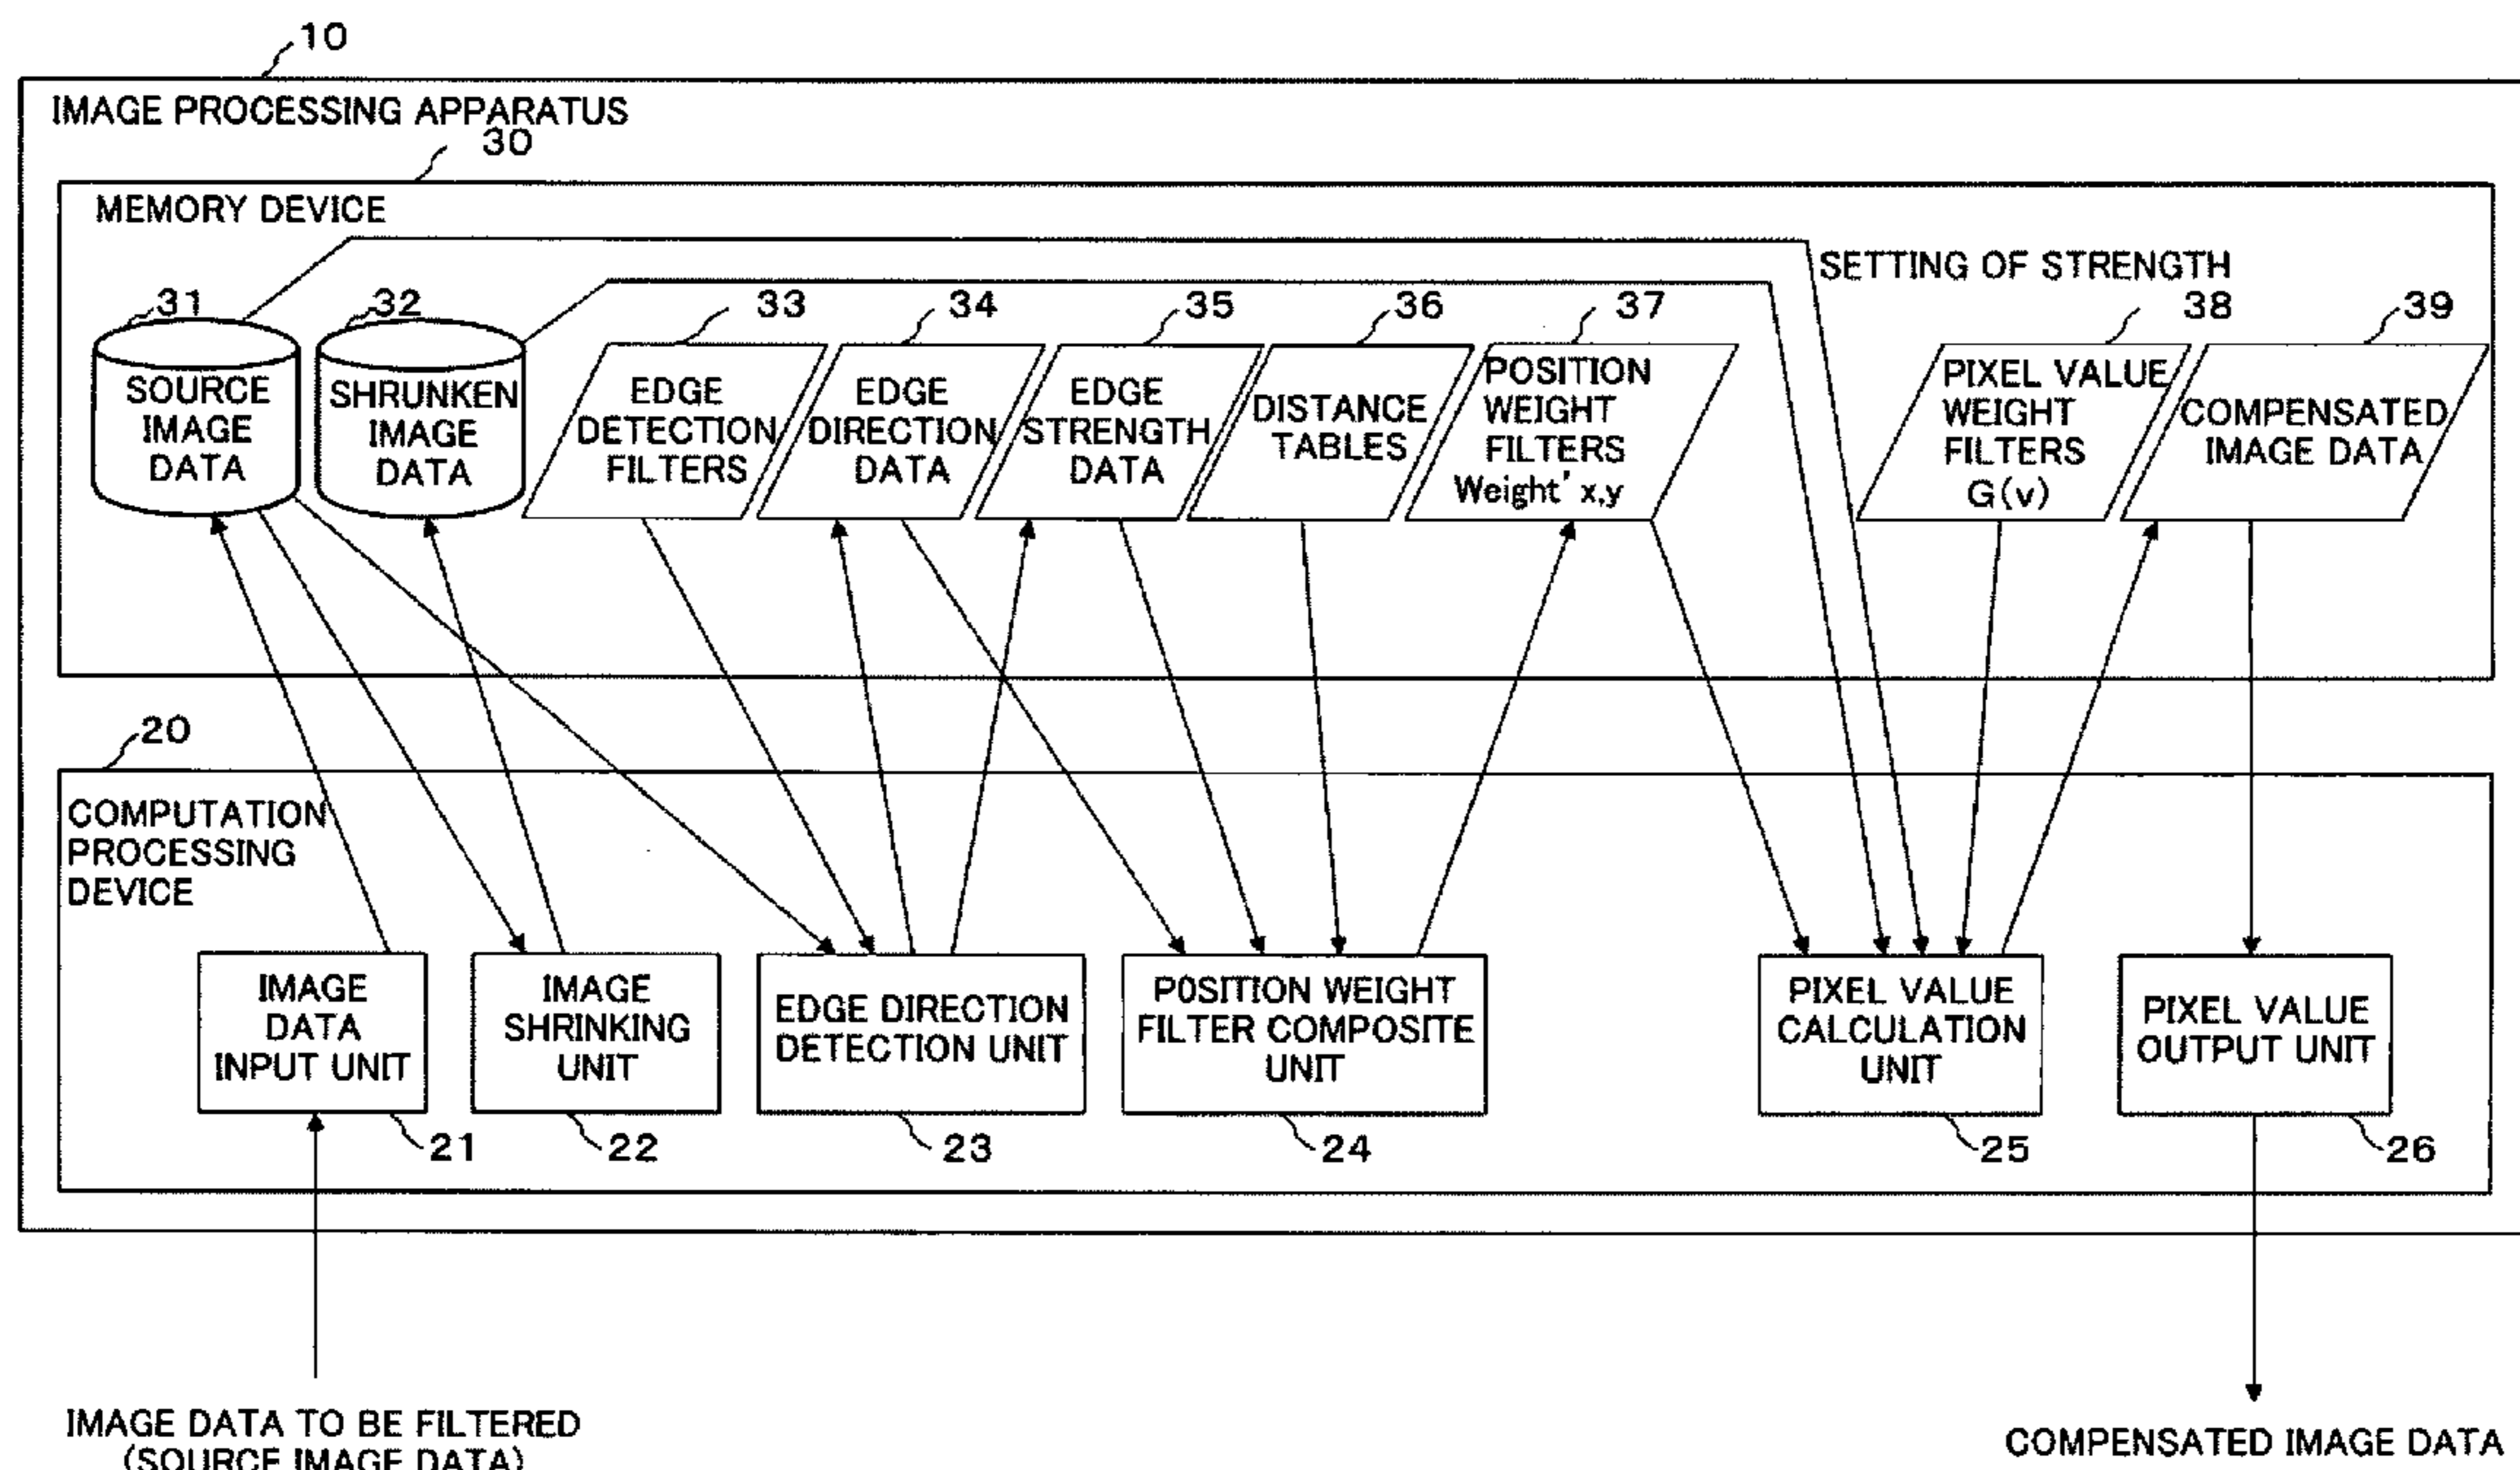 10
IMAGE PROCESSING APPARATUS
30
MEMORY DEVICE
SETTING OF STRENGTH
31
32
33
34
35
36
37
38
39
SOURCE
IMAGE
DATA
SHRUNKEN
IMAGE
DATA
EDGE
DETECTION
FILTERS
EDGE
DIRECTION
DATA
EDGE
STRENGTH
DATA
DISTANCE
TABLES
POSITION
WEIGHT
FILTERS
Weight' x,y
PIXEL VALUE
WEIGHT
FILTERS
G(v)
COMPENSATED
IMAGE DATA
20
COMPUTATION
PROCESSING
DEVICE
IMAGE
DATA
INPUT UNIT
IMAGE
SHRINKING
UNIT
EDGE DIRECTION
DETECTION UNIT
POSITION WEIGHT
FILTER COMPOSITE
UNIT
PIXEL VALUE
CALCULATION
UNIT
PIXEL VALUE
OUTPUT UNIT
21
22
23
24
25
26
IMAGE DATA TO BE FILTERED
(SOURCE IMAGE DATA)
COMPENSATED IMAGE DATA